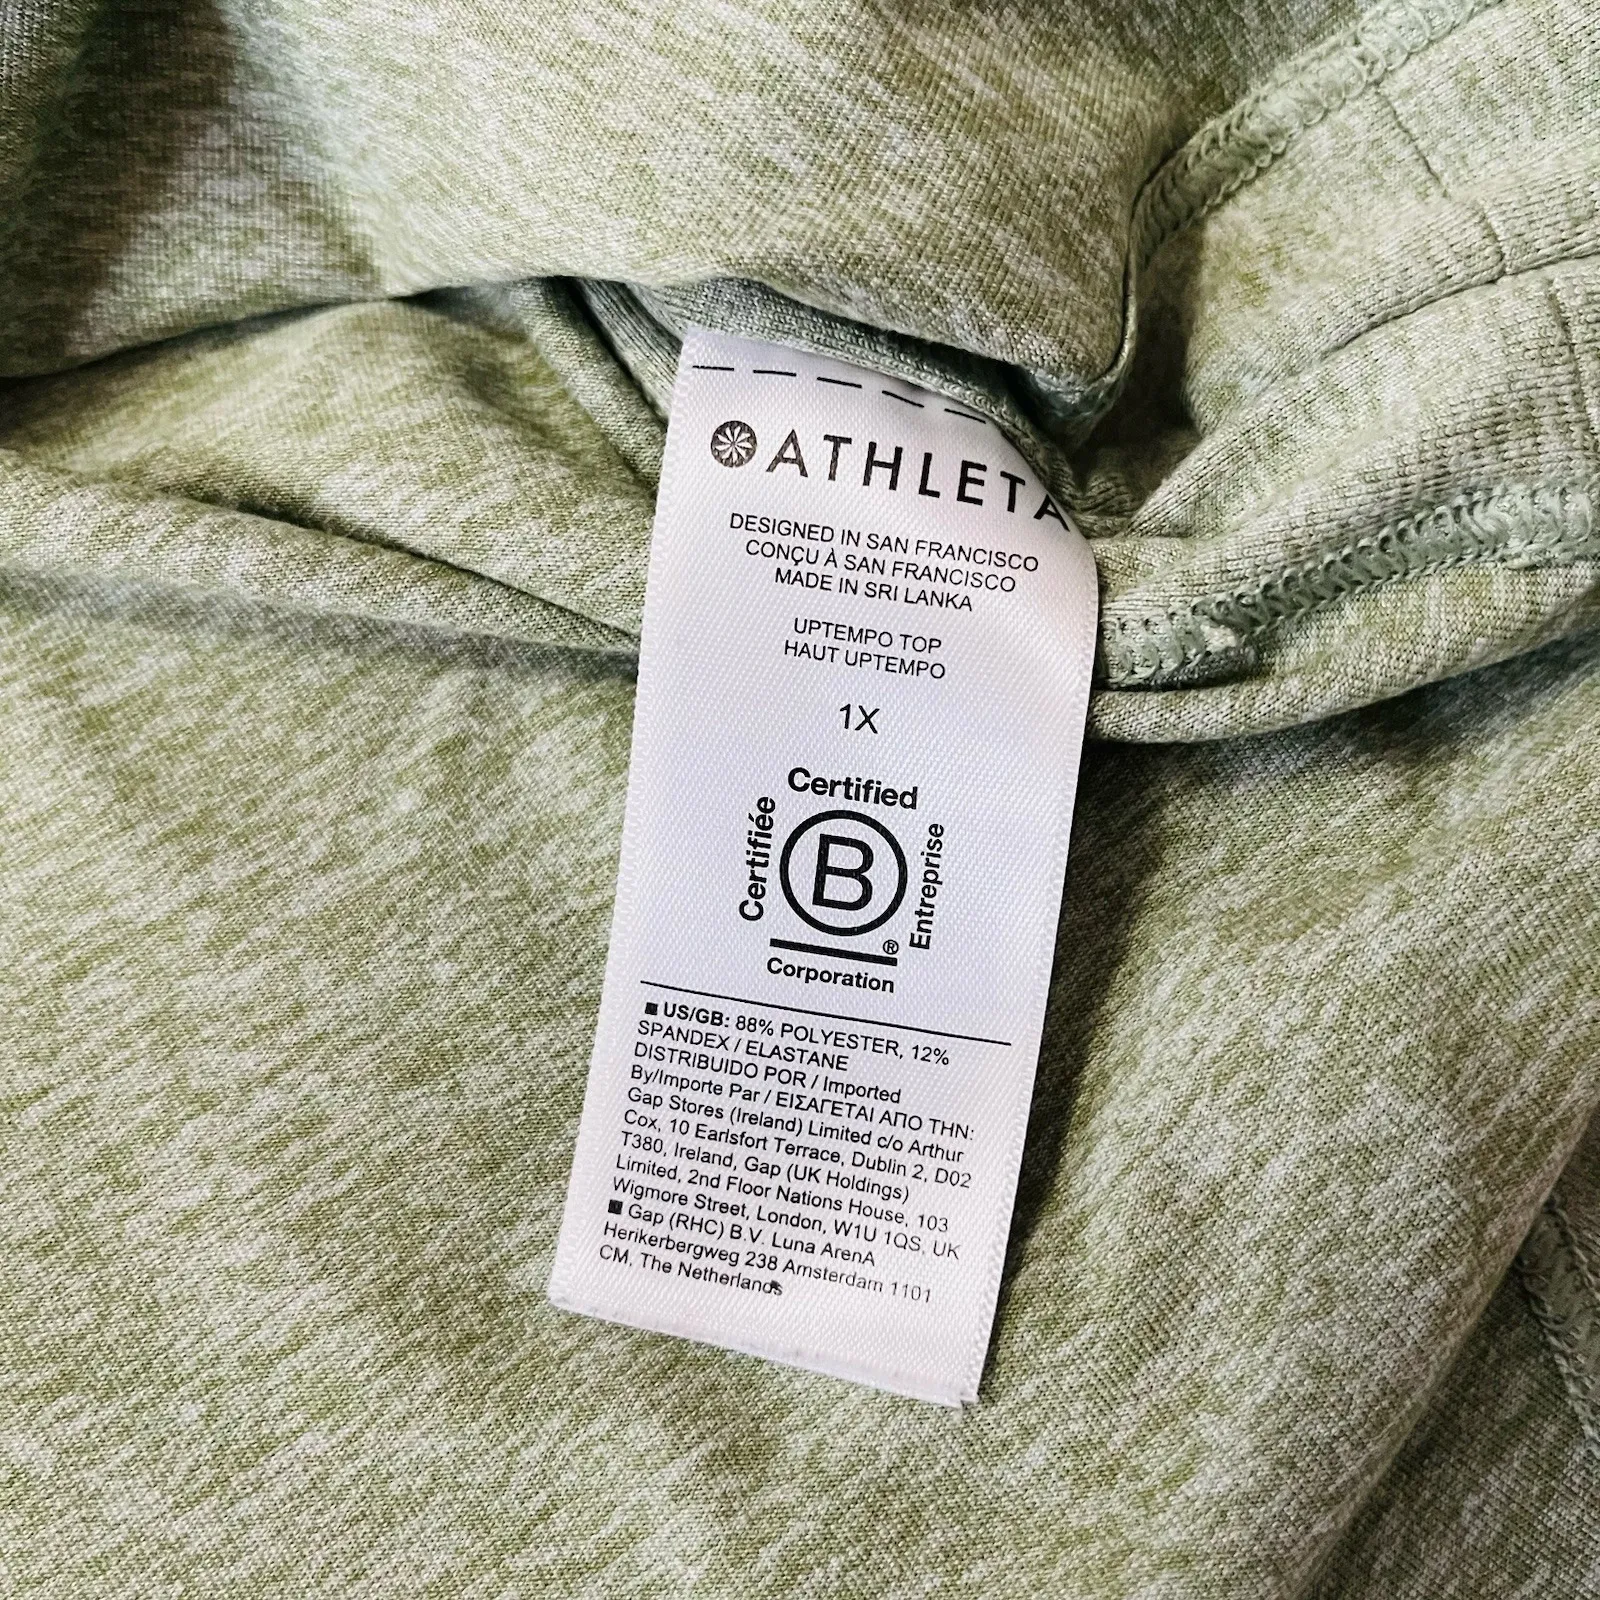 ATHLETA
DESIGNED IN SAN FRANCISCO
CONÇU À SAN FRANCISCO
MADE IN SRI LANKA
UPTEMPO TOP
HAUT UPTEMPO
1X
Certified
Certifiée
B
Entreprise
®
Corporation
■ US/GB: 88% POLYESTER, 12%
SPANDEX / ELASTANE
DISTRIBUIDO POR / Imported
By/Importe Par / ΕΙΣΑΓΕΤΑΙ ΑΠΟ ΤΗΝ:
Gap Stores (Ireland) Limited c/o Arthur
Cox, 10 Earlsfort Terrace, Dublin 2, D02
T380, Ireland, Gap (UK Holdings)
Limited, 2nd Floor Nations House, 103
Wigmore Street, London, W1U 1QS, UK
■ Gap (RHC) B.V. Luna ArenA
Herikerbergweg 238 Amsterdam 1101
CM, The Netherlands